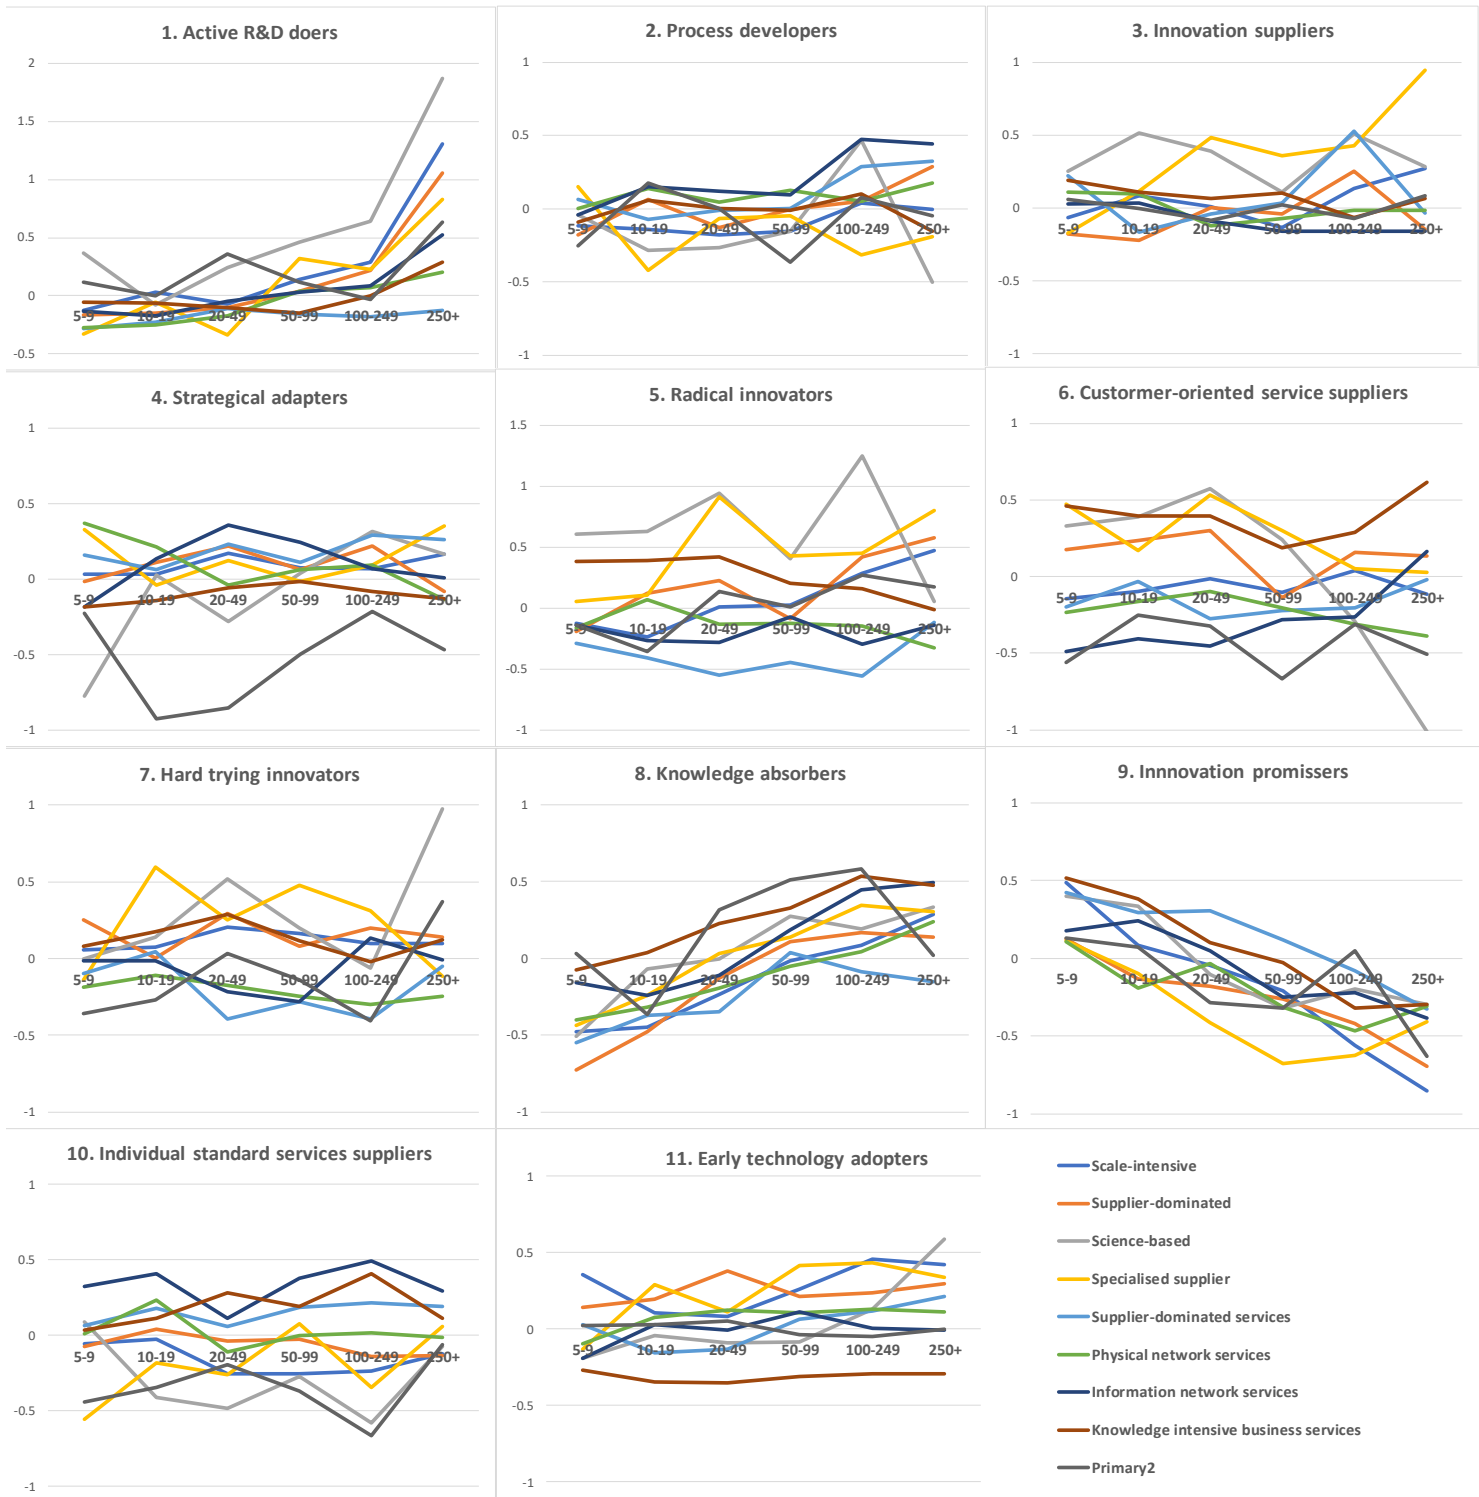 1. Active R&D doers
2
1.5
1
0.5
0
-0.5
5-9 10-19 20-49 50-99 100-249 250+
2. Process developers
1
0.5
0
-0.5
-1
5-9 10-19 20-49 50-99 100-249 250+
3. Innovation suppliers
1
0.5
0
-0.5
-1
5-9 10-19 20-49 50-99 100-249 250+
4. Strategical adapters
1
0.5
0
-0.5
-1
5-9 10-19 20-49 50-99 100-249 250+
5. Radical innovators
1.5
1
0.5
0
-0.5
-1
5-9 10-19 20-49 50-99 100-249 250+
6. Custormer-oriented service suppliers
1
0.5
0
-0.5
-1
5-9 10-19 20-49 50-99 100-249 250+
7. Hard trying innovators
1
0.5
0
-0.5
-1
5-9 10-19 20-49 50-99 100-249 250+
8. Knowledge absorbers
1
0.5
0
-0.5
-1
5-9 10-19 20-49 50-99 100-249 250+
9. Innnovation promissers
1
0.5
0
-0.5
-1
5-9 10-19 20-49 50-99 100-249 250+
10. Individual standard services suppliers
1
0.5
0
-0.5
-1
5-9 10-19 20-49 50-99 100-249 250+
11. Early technology adopters
1
0.5
0
-0.5
-1
5-9 10-19 20-49 50-99 100-249 250+
Scale-intensive
Supplier-dominated
Science-based
Specialised supplier
Supplier-dominated services
Physical network services
Information network services
Knowledge intensive business services
Primary2